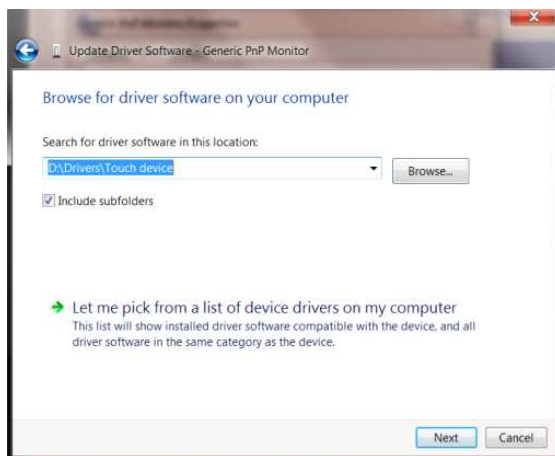 Update Driver Software - Generic PnP Monitor
Browse for driver software on your computer
Search for driver software in this location:
D:\Drivers\Touch device
Browse...
Include subfolders
Let me pick from a list of device drivers on my computer
This list will show installed driver software compatible with the device, and all
driver software in the same category as the device.
Next
Cancel